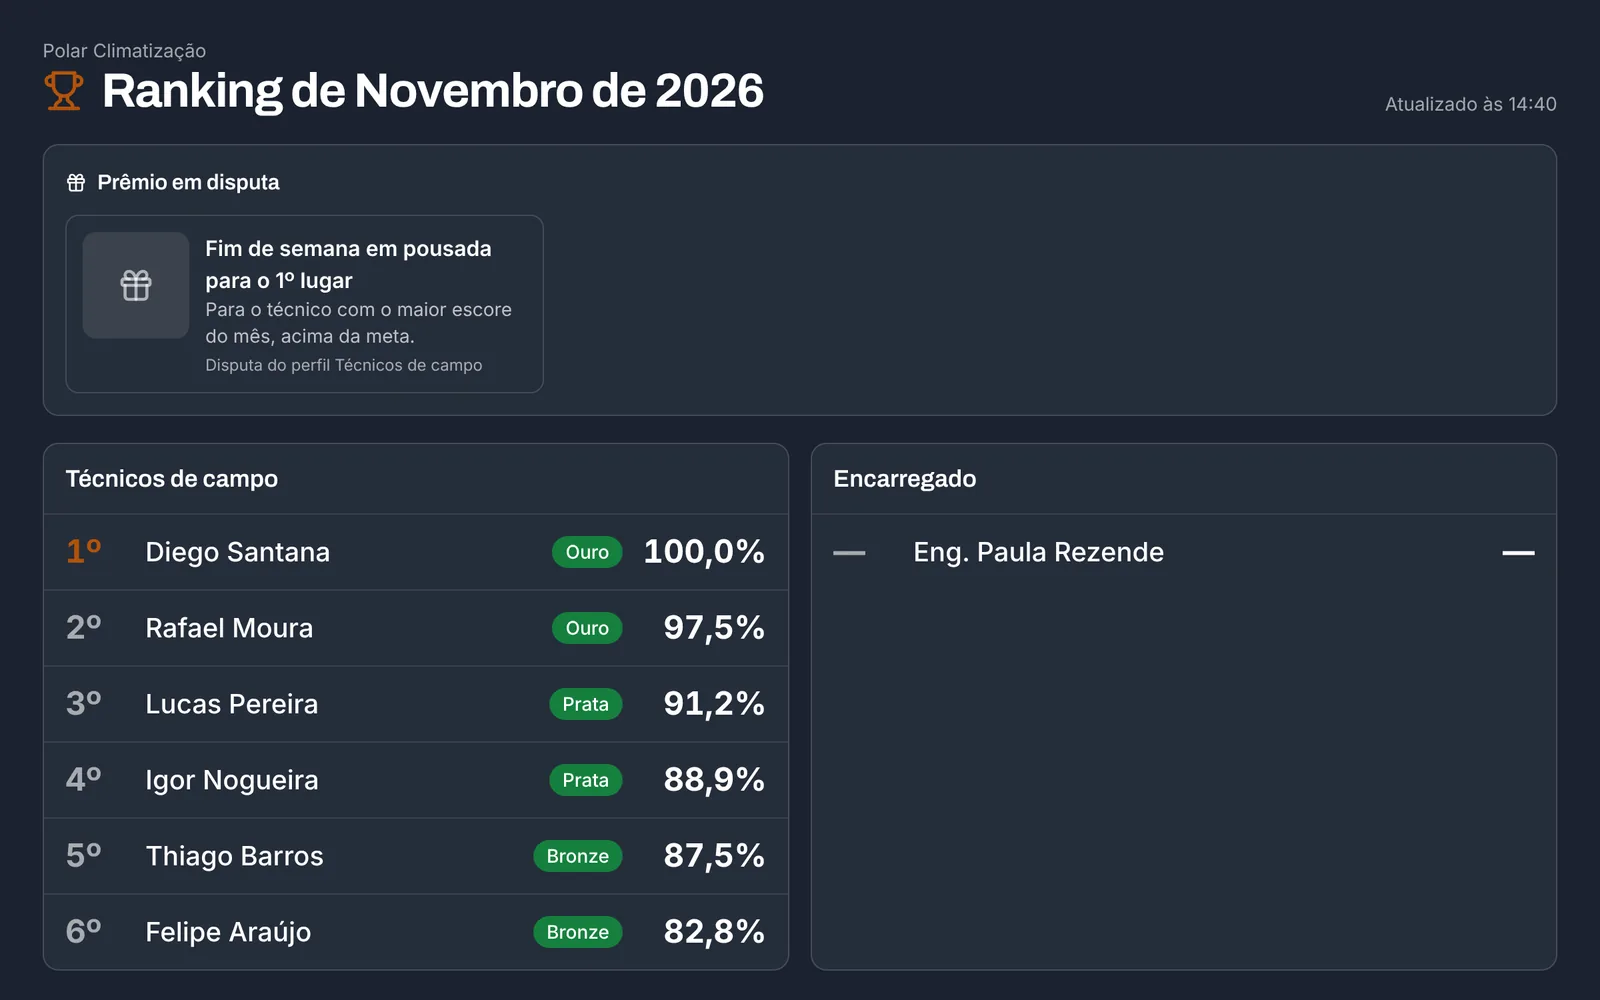 Polar Climatização
Ranking de Novembro de 2026
Atualizado às 14:40
Prêmio em disputa
Fim de semana em pousada
para o 1º lugar
Para o técnico com o maior escore
do mês, acima da meta.
Disputa do perfil Técnicos de campo
Técnicos de campo
1º Diego Santana Ouro 100,0%
2º Rafael Moura Ouro 97,5%
3º Lucas Pereira Prata 91,2%
4º Igor Nogueira Prata 88,9%
5º Thiago Barros Bronze 87,5%
6º Felipe Araújo Bronze 82,8%
Encarregado
— Eng. Paula Rezende —